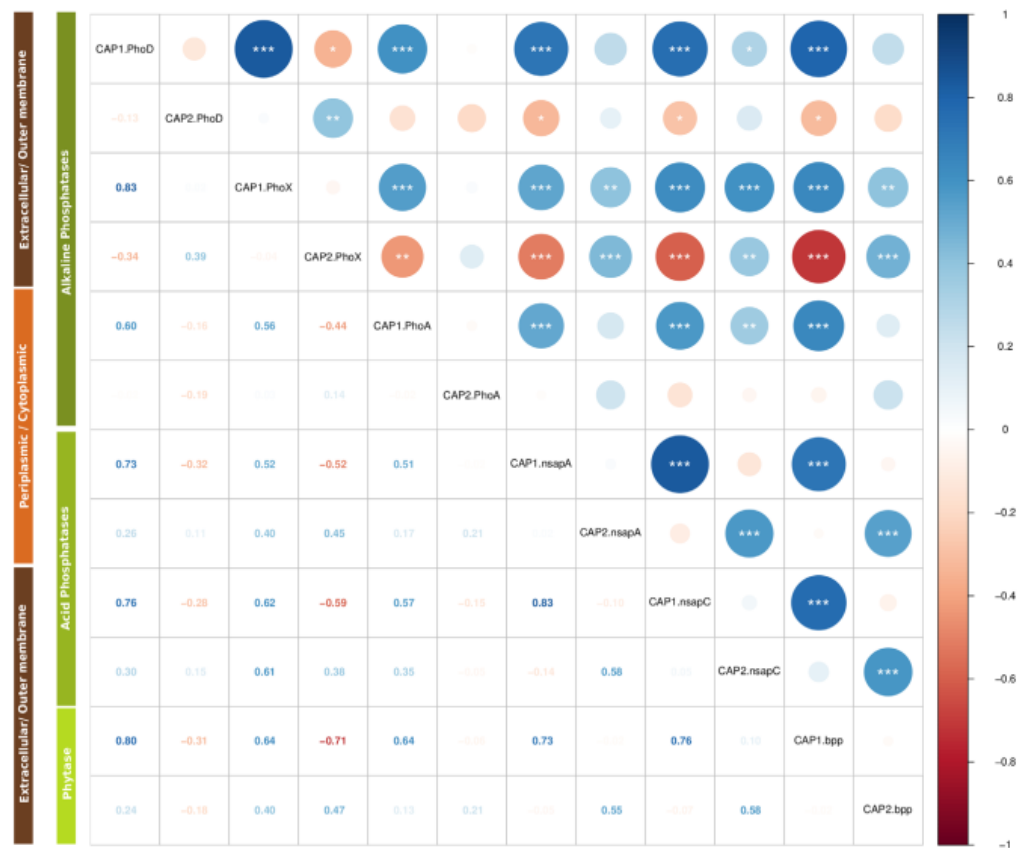 CAP1.PhoD *** * *** *** *** * *** 1
−0.13 CAP2.PhoD ** * * * 0.8
0.83 CAP1.PhoX *** *** ** *** *** *** ** 0.6
−0.34 0.39 CAP2.PhoX ** *** *** *** ** *** *** 0.4
0.60 −0.16 0.56 −0.44 CAP1.PhoA *** *** ** *** 0.2
−0.19 0.14 CAP2.PhoA 0
0.73 −0.32 0.52 −0.52 0.51 CAP1.nsapA *** *** −0.2
0.26 0.11 0.40 0.45 0.17 0.21 CAP2.nsapA *** ***
0.76 −0.28 0.62 −0.59 0.57 −0.15 0.83 −0.10 CAP1.nsapC *** −0.4
0.30 0.15 0.61 0.38 0.35 −0.14 0.58 CAP2.nsapC *** −0.6
0.80 −0.31 0.64 −0.71 0.64 0.73 0.76 0.10 CAP1.bpp −0.8
0.24 −0.18 0.40 0.47 0.13 0.21 0.55 0.58 CAP2.bpp −1
Extracellular/ Outer membrane
Periplasmic / Cytoplasmic
Extracellular/ Outer membrane
Alkaline Phosphatases
Acid Phosphatases
Phytase